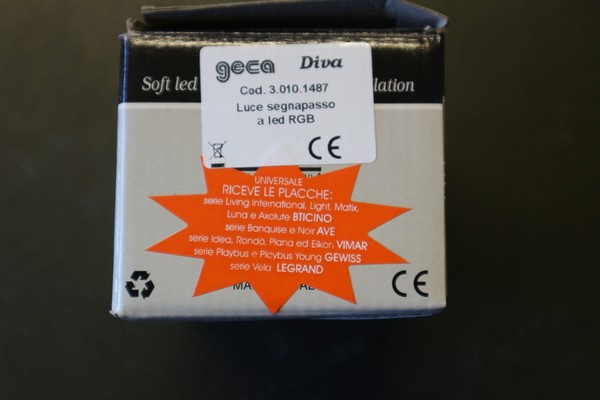 geca Diva
Cod. 3.010.1487
Soft led lation
Luce segnapasso
a led RGB
CE
UNIVERSALE
RICEVE LE PLACCHE:
serie Living International, Light, Matix,
Luna e Axolute BTICINO
serie Banquise e Noir AVE
serie Idea, Rondò, Plana ed Eikon VIMAR
serie Playbus e Playbus Young GEWISS
serie Vela LEGRAND
CE